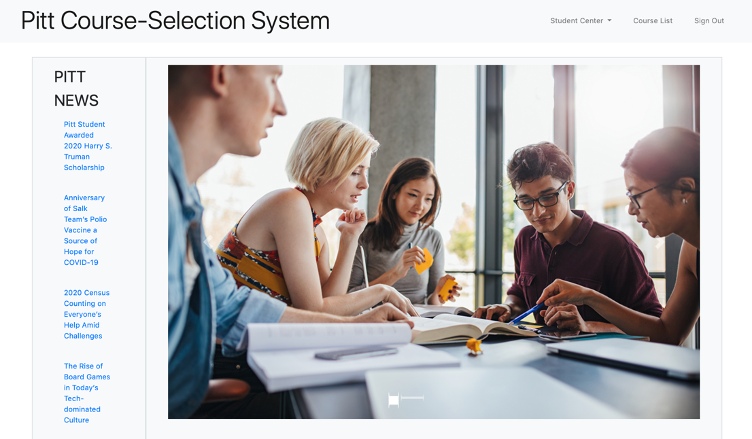 Pitt Course-Selection System
Student Center
Course List
Sign Out
PITT
NEWS
Pitt Student
Awarded
2020 Harry S.
Truman
Scholarship
Anniversary
of Salk
Team's Polio
Vaccine a
Source of
Hope for
COVID-19
2020 Census
Counting on
Everyone's
Help Amid
Challenges
The Rise of
Board Games
in Today's
Tech-
dominated
Culture